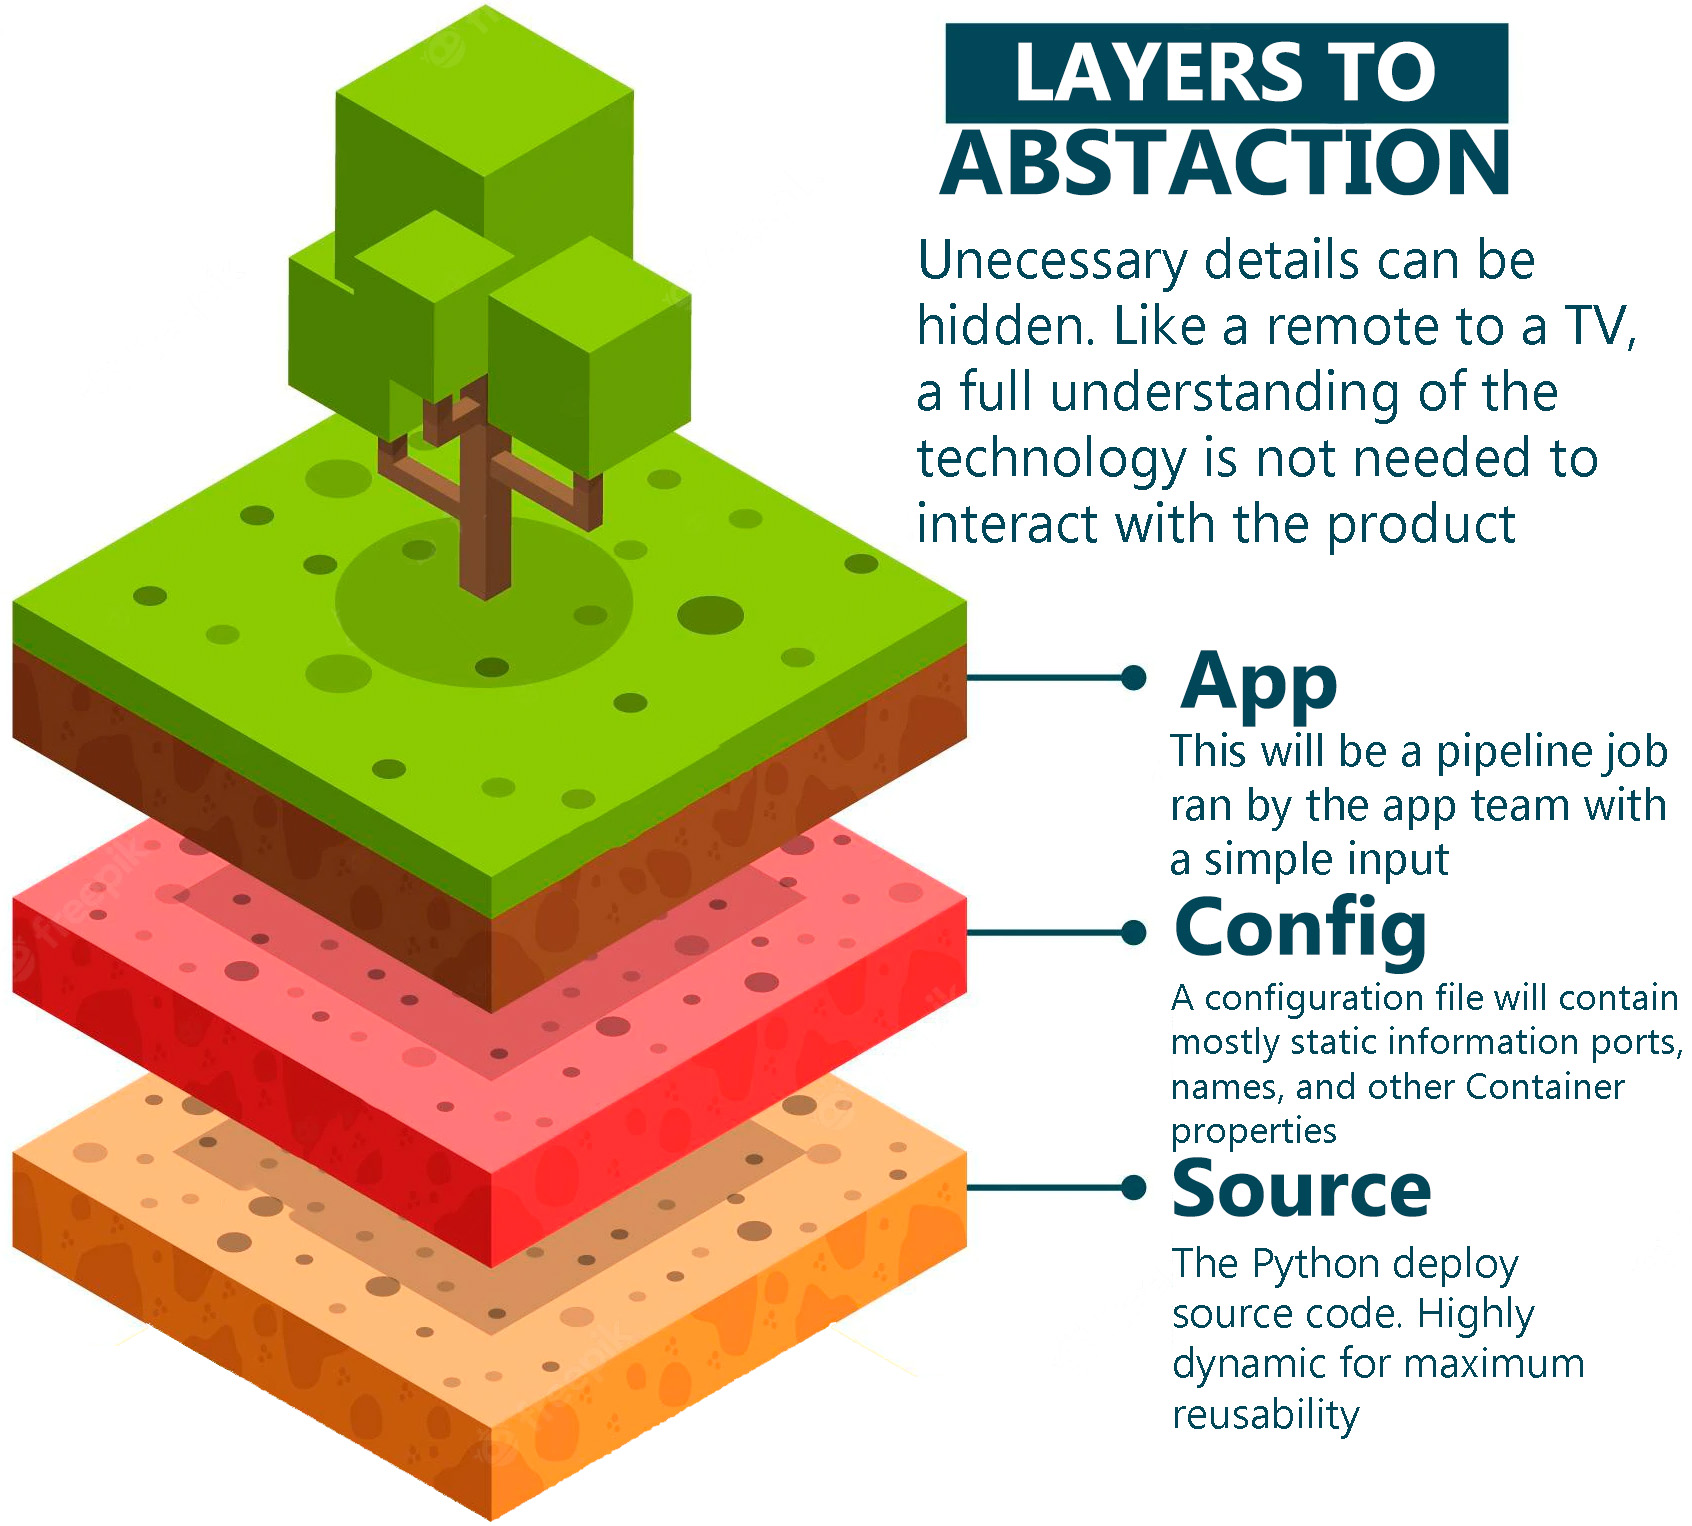 LAYERS TO
ABSTACTION
Unecessary details can be
hidden. Like a remote to a TV,
a full understanding of the
technology is not needed to
interact with the product
App
This will be a pipeline job
ran by the app team with
a simple input
Config
A configuration file will contain
mostly static information ports,
names, and other Container
properties
Source
The Python deploy
source code. Highly
dynamic for maximum
reusability
freepik
freepik